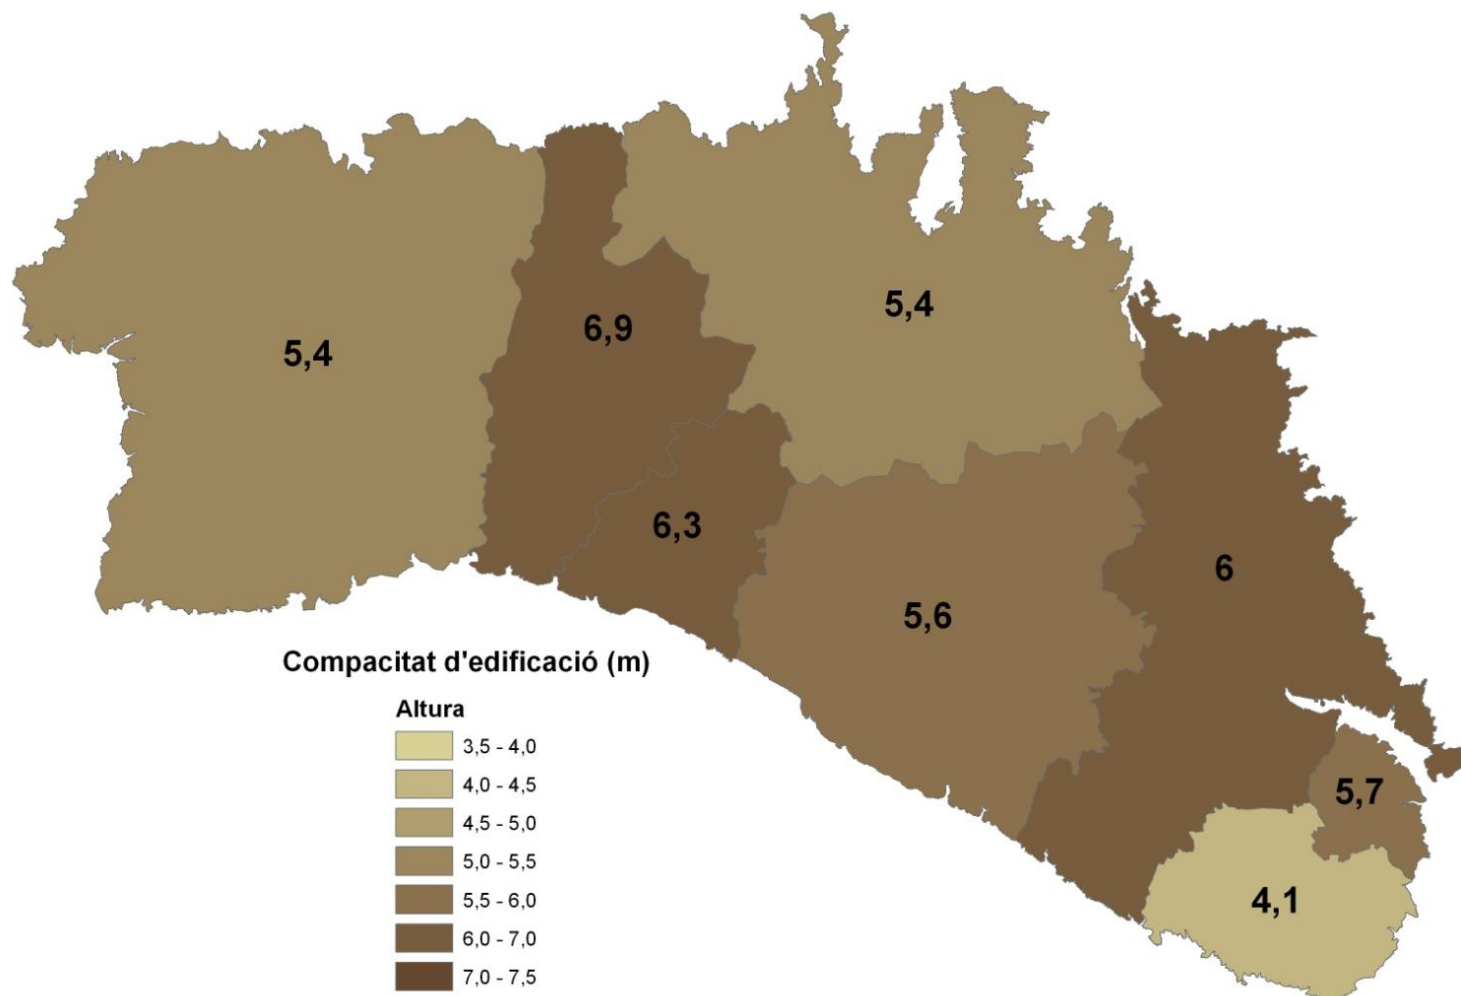 5,4
6,9
5,4
6,3
5,6
6
5,7
4,1
Compacitat d'edificació (m)
Altura
3,5 - 4,0
4,0 - 4,5
4,5 - 5,0
5,0 - 5,5
5,5 - 6,0
6,0 - 7,0
7,0 - 7,5